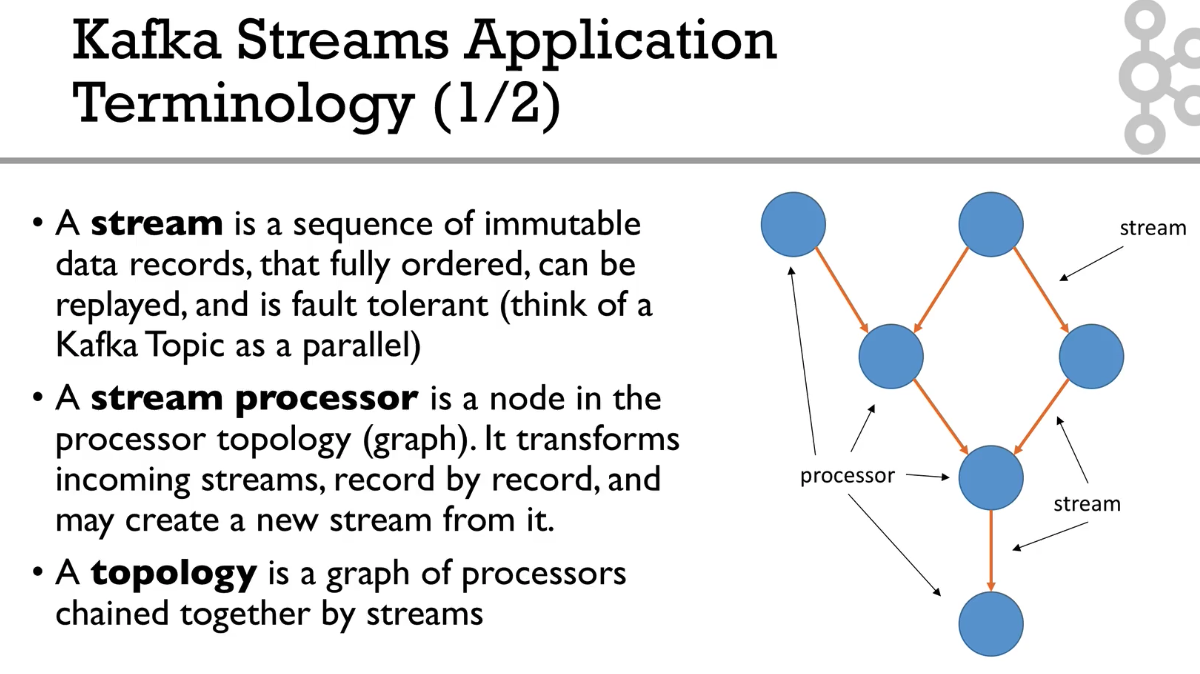 Kafka Streams Application
Terminology (1/2)
• A stream is a sequence of immutable
data records, that fully ordered, can be
replayed, and is fault tolerant (think of a
Kafka Topic as a parallel)
• A stream processor is a node in the
processor topology (graph). It transforms
incoming streams, record by record, and
may create a new stream from it.
• A topology is a graph of processors
chained together by streams
stream
processor
stream